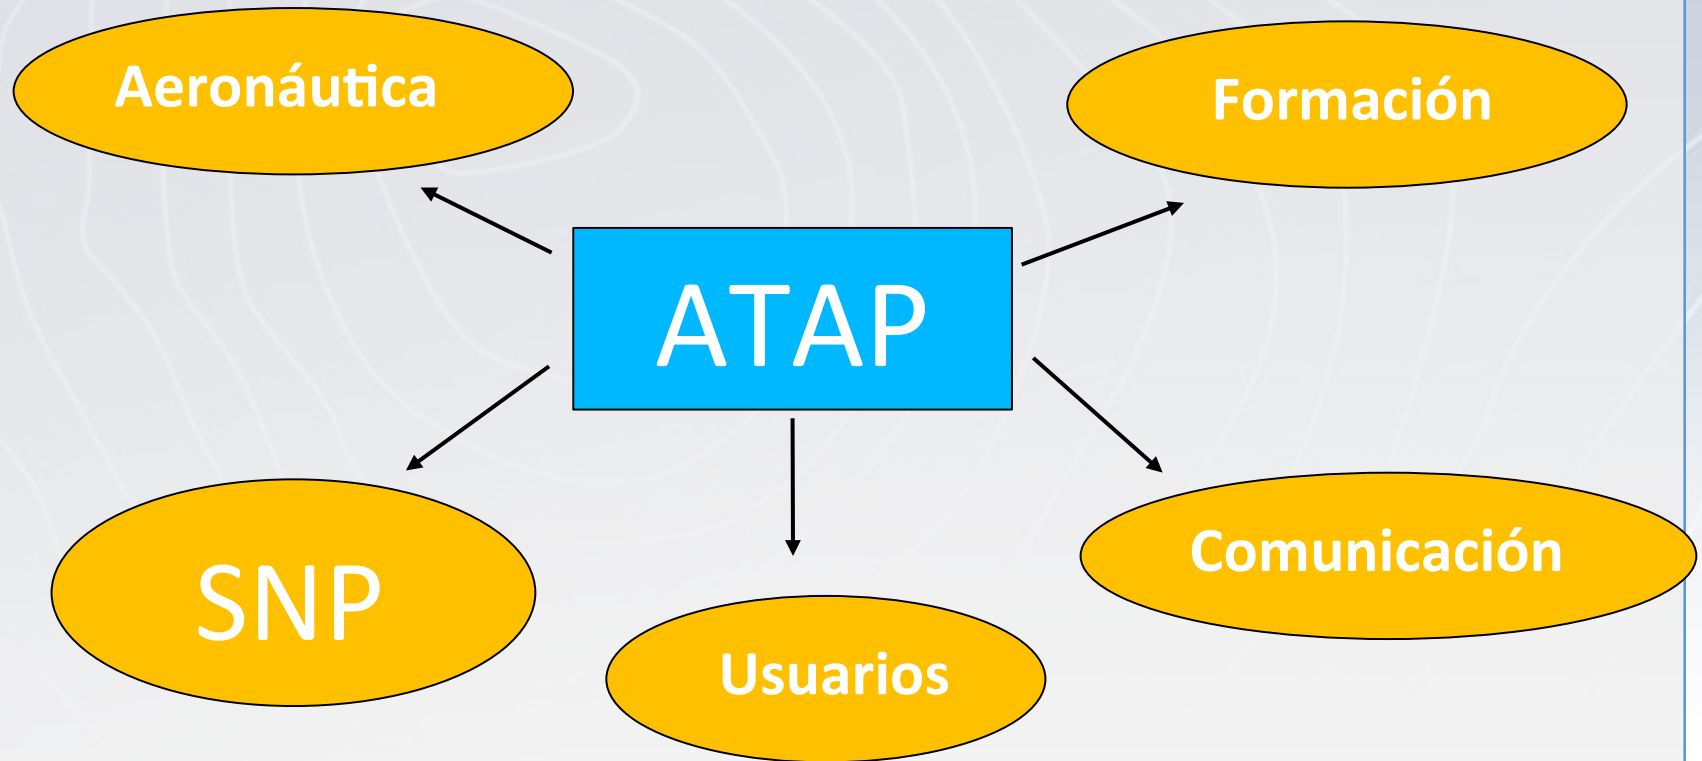 Aeronáutica
Formación
ATAP
SNP
Comunicación
Usuarios